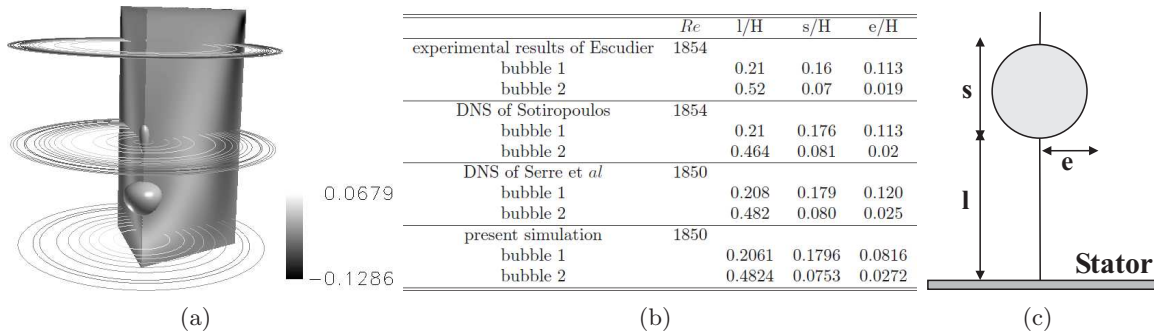 0.0679
−0.1286
(a)
Re l/H s/H e/H
experimental results of Escudier 1854
bubble 1 0.21 0.16 0.113
bubble 2 0.52 0.07 0.019
DNS of Sotiropoulos 1854
bubble 1 0.21 0.176 0.113
bubble 2 0.464 0.081 0.02
DNS of Serre et al 1850
bubble 1 0.208 0.179 0.120
bubble 2 0.482 0.080 0.025
present simulation 1850
bubble 1 0.2061 0.1796 0.0816
bubble 2 0.4824 0.0753 0.0272
(b)
s
e
l
Stator
(c)